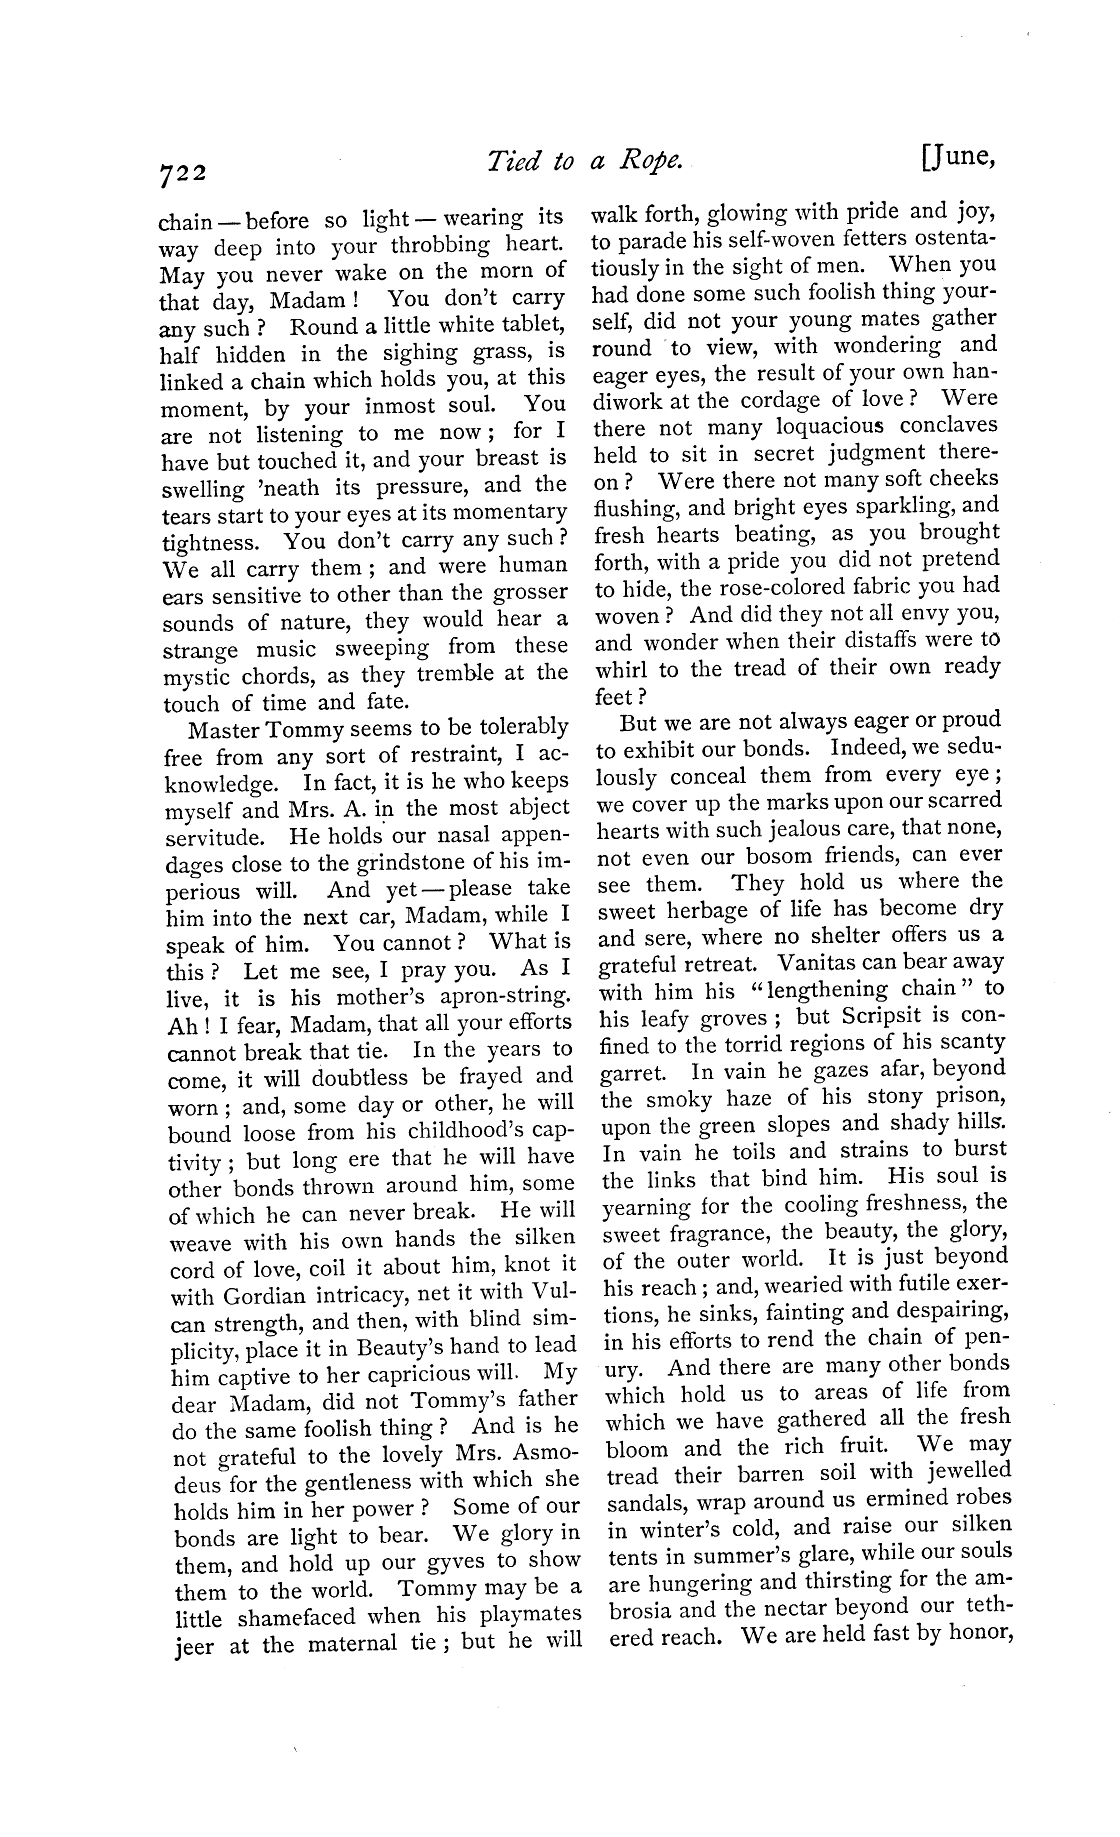 722
Tied to a Rope.
[June,
chain — before so light — wearing its
way deep into your throbbing heart.
May you never wake on the morn of
that day, Madam ! You don't carry
any such ? Round a little white tablet,
half hidden in the sighing grass, is
linked a chain which holds you, at this
moment, by your inmost soul. You
are not listening to me now ; for I
have but touched it, and your breast is
swelling 'neath its pressure, and the
tears start to your eyes at its momentary
tightness. You don't carry any such ?
We all carry them ; and were human
ears sensitive to other than the grosser
sounds of nature, they would hear a
strange music sweeping from these
mystic chords, as they tremble at the
touch of time and fate.
Master Tommy seems to be tolerably
free from any sort of restraint, I ac-
knowledge. In fact, it is he who keeps
myself and Mrs. A. in the most abject
servitude. He holds our nasal appen-
dages close to the grindstone of his im-
perious will. And yet — please take
him into the next car, Madam, while I
speak of him. You cannot ? What is
this ? Let me see, I pray you. As I
live, it is his mother's apron-string.
Ah ! I fear, Madam, that all your efforts
cannot break that tie. In the years to
come, it will doubtless be frayed and
worn ; and, some day or other, he will
bound loose from his childhood's cap-
tivity ; but long ere that he will have
other bonds thrown around him, some
of which he can never break. He will
weave with his own hands the silken
cord of love, coil it about him, knot it
with Gordian intricacy, net it with Vul-
can strength, and then, with blind sim-
plicity, place it in Beauty's hand to lead
him captive to her capricious will. My
dear Madam, did not Tommy's father
do the same foolish thing ? And is he
not grateful to the lovely Mrs. Asmo-
deus for the gentleness with which she
holds him in her power ? Some of our
bonds are light to bear. We glory in
them, and hold up our gyves to show
them to the world. Tommy may be a
little shamefaced when his playmates
jeer at the maternal tie ; but he will
walk forth, glowing with pride and joy,
to parade his self-woven fetters ostenta-
tiously in the sight of men. When you
had done some such foolish thing your-
self, did not your young mates gather
round to view, with wondering and
eager eyes, the result of your own han-
diwork at the cordage of love ? Were
there not many loquacious conclaves
held to sit in secret judgment there-
on ? Were there not many soft cheeks
flushing, and bright eyes sparkling, and
fresh hearts beating, as you brought
forth, with a pride you did not pretend
to hide, the rose-colored fabric you had
woven ? And did they not all envy you,
and wonder when their distaffs were to
whirl to the tread of their own ready
feet ?
But we are not always eager or proud
to exhibit our bonds. Indeed, we sedu-
lously conceal them from every eye ;
we cover up the marks upon our scarred
hearts with such jealous care, that none,
not even our bosom friends, can ever
see them. They hold us where the
sweet herbage of life has become dry
and sere, where no shelter offers us a
grateful retreat. Vanitas can bear away
with him his "lengthening chain" to
his leafy groves ; but Scripsit is con-
fined to the torrid regions of his scanty
garret. In vain he gazes afar, beyond
the smoky haze of his stony prison,
upon the green slopes and shady hills.
In vain he toils and strains to burst
the links that bind him. His soul is
yearning for the cooling freshness, the
sweet fragrance, the beauty, the glory,
of the outer world. It is just beyond
his reach ; and, wearied with futile exer-
tions, he sinks, fainting and despairing,
in his efforts to rend the chain of pen-
ury. And there are many other bonds
which hold us to areas of life from
which we have gathered all the fresh
bloom and the rich fruit. We may
tread their barren soil with jewelled
sandals, wrap around us ermined robes
in winter's cold, and raise our silken
tents in summer's glare, while our souls
are hungering and thirsting for the am-
brosia and the nectar beyond our teth-
ered reach. We are held fast by honor,